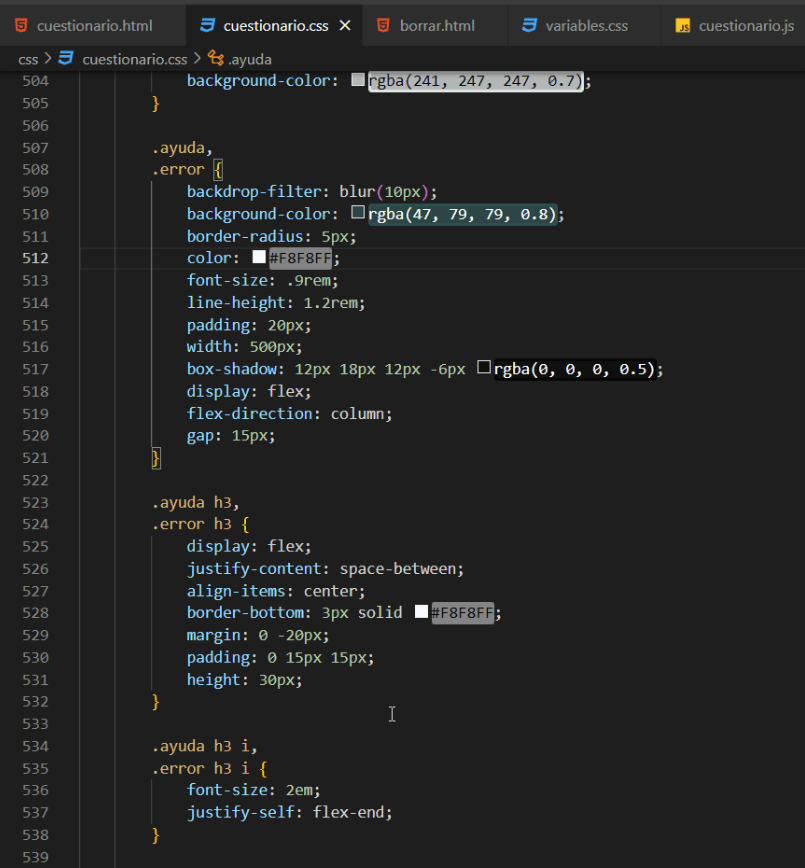 cuestionario.html
cuestionario.css
borrar.html
variables.css
JS cuestionario.js
css > cuestionario.css > .ayuda
504 background-color: rgba(241, 247, 247, 0.7);
505 }
506
507 .ayuda,
508 .error {
509 backdrop-filter: blur(10px);
510 background-color: rgba(47, 79, 79, 0.8);
511 border-radius: 5px;
512 color: #F8F8FF;
513 font-size: .9rem;
514 line-height: 1.2rem;
515 padding: 20px;
516 width: 500px;
517 box-shadow: 12px 18px 12px -6px rgba(0, 0, 0, 0.5);
518 display: flex;
519 flex-direction: column;
520 gap: 15px;
521 }
522
523 .ayuda h3,
524 .error h3 {
525 display: flex;
526 justify-content: space-between;
527 align-items: center;
528 border-bottom: 3px solid #F8F8FF;
529 margin: 0 -20px;
530 padding: 0 15px 15px;
531 height: 30px;
532 }
533
534 .ayuda h3 i,
535 .error h3 i {
536 font-size: 2em;
537 justify-self: flex-end;
538 }
539